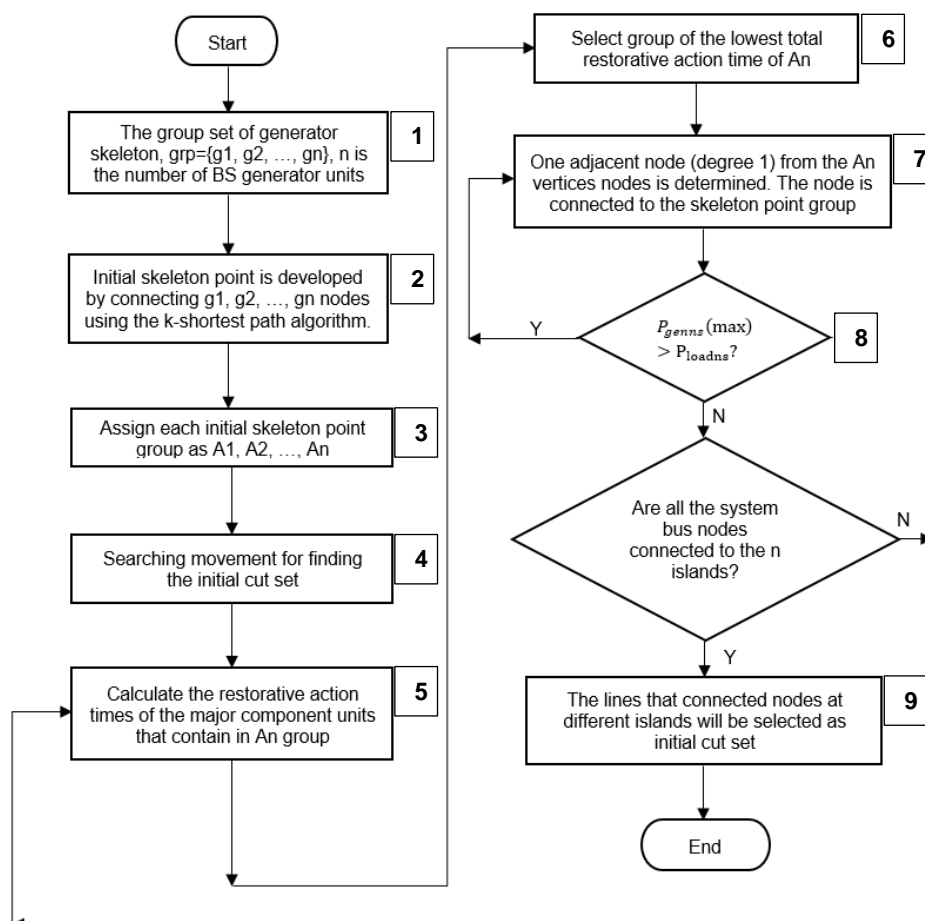 Start
The group set of generator
skeleton, grp={g1, g2, ..., gn}, n is
the number of BS generator units
1
Initial skeleton point is developed
by connecting g1, g2, ..., gn nodes
using the k-shortest path algorithm.
2
Assign each initial skeleton point
group as A1, A2, ..., An
3
Searching movement for finding
the initial cut set
4
Calculate the restorative action
times of the major component units
that contain in An group
5
Select group of the lowest total
restorative action time of An
6
One adjacent node (degree 1) from the An
vertices nodes is determined. The node is
connected to the skeleton point group
7
P_genns(max)
> P_loadns?
8
Y
N
Are all the system
bus nodes
connected to the n
islands?
N
Y
The lines that connected nodes at
different islands will be selected as
initial cut set
9
End